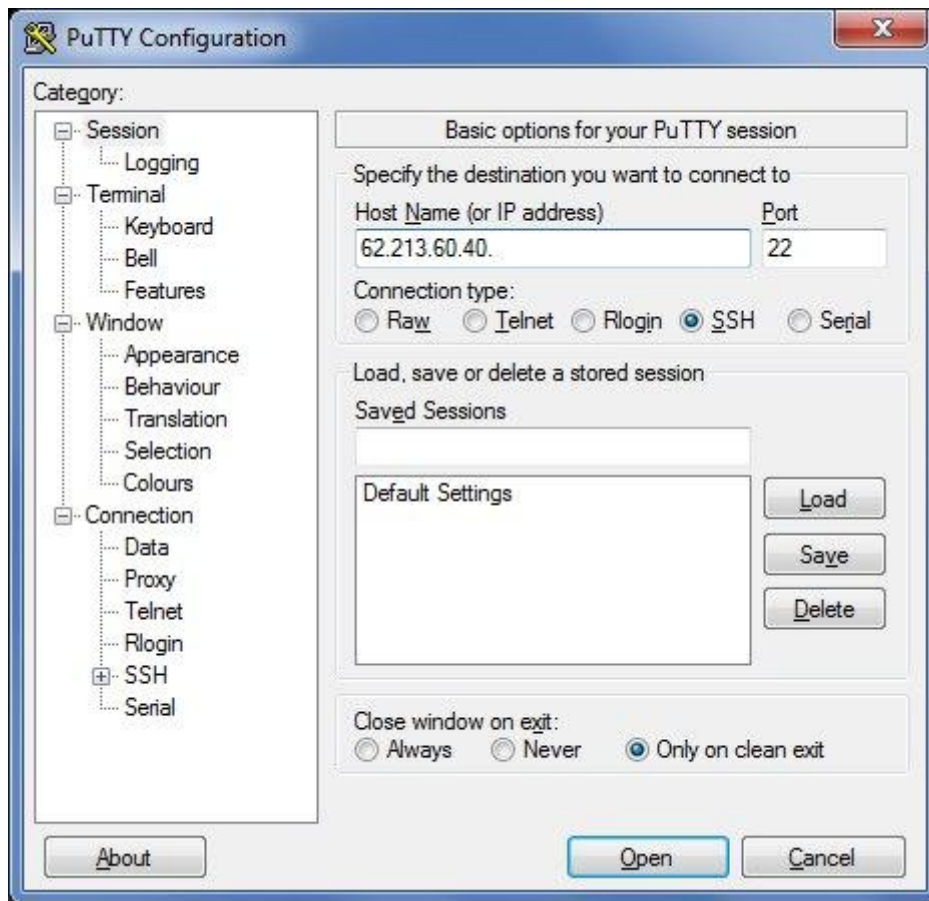 PuTTY Configuration
Category:
Session
Logging
Terminal
Keyboard
Bell
Features
Window
Appearance
Behaviour
Translation
Selection
Colours
Connection
Data
Proxy
Telnet
Rlogin
SSH
Serial
Basic options for your PuTTY session
Specify the destination you want to connect to
Host Name (or IP address) Port
62.213.60.40. 22
Connection type:
Raw Telnet Rlogin SSH Serial
Load, save or delete a stored session
Saved Sessions
Default Settings
Load
Save
Delete
Close window on exit:
Always Never Only on clean exit
About Open Cancel